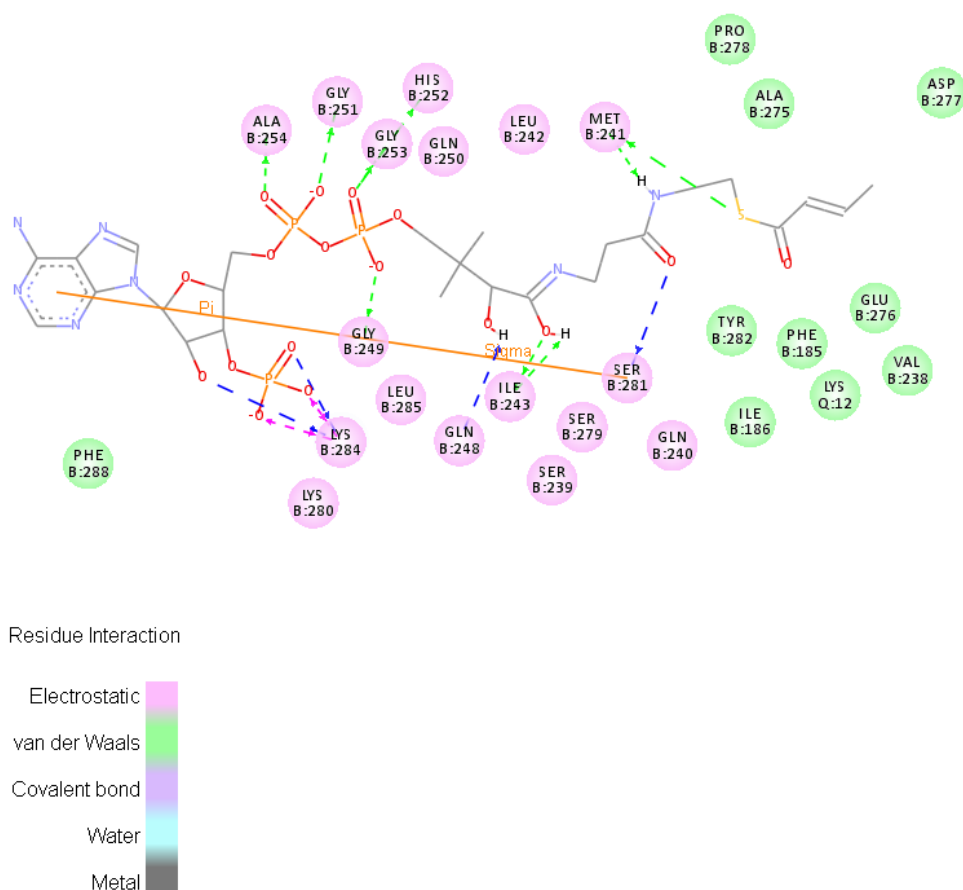 PRO
B:278
ASP
B:277
ALA
B:275
HIS
B:252
GLY
B:251
MET
B:241
LEU
B:242
ALA
B:254
GLY
B:253
GLN
B:250
H
N
S
O
-O
O
O
P
O
P
O
O
N
N
N
N
N
O
-O
O
N
O
O
Pi
GLY
B:249
O
H
O
H
Sigma
SER
B:281
TYR
B:282
PHE
B:185
GLU
B:276
VAL
B:238
LYS
Q:12
ILE
B:186
O
O
O
P
O
-O
LEU
B:285
ILE
B:243
SER
B:279
GLN
B:240
LYS
B:284
GLN
B:248
SER
B:239
PHE
B:288
LYS
B:280
Residue Interaction
Electrostatic
van der Waals
Covalent bond
Water
Metal